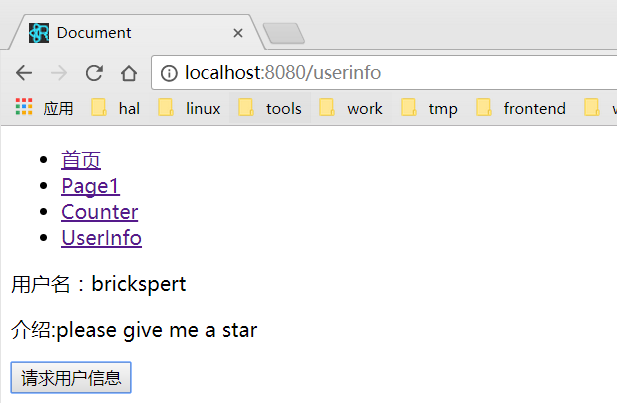 Document
localhost:8080/userinfo
应用 hal linux tools work tmp frontend
首页
Page1
Counter
UserInfo
用户名：brickspert
介绍:please give me a star
请求用户信息